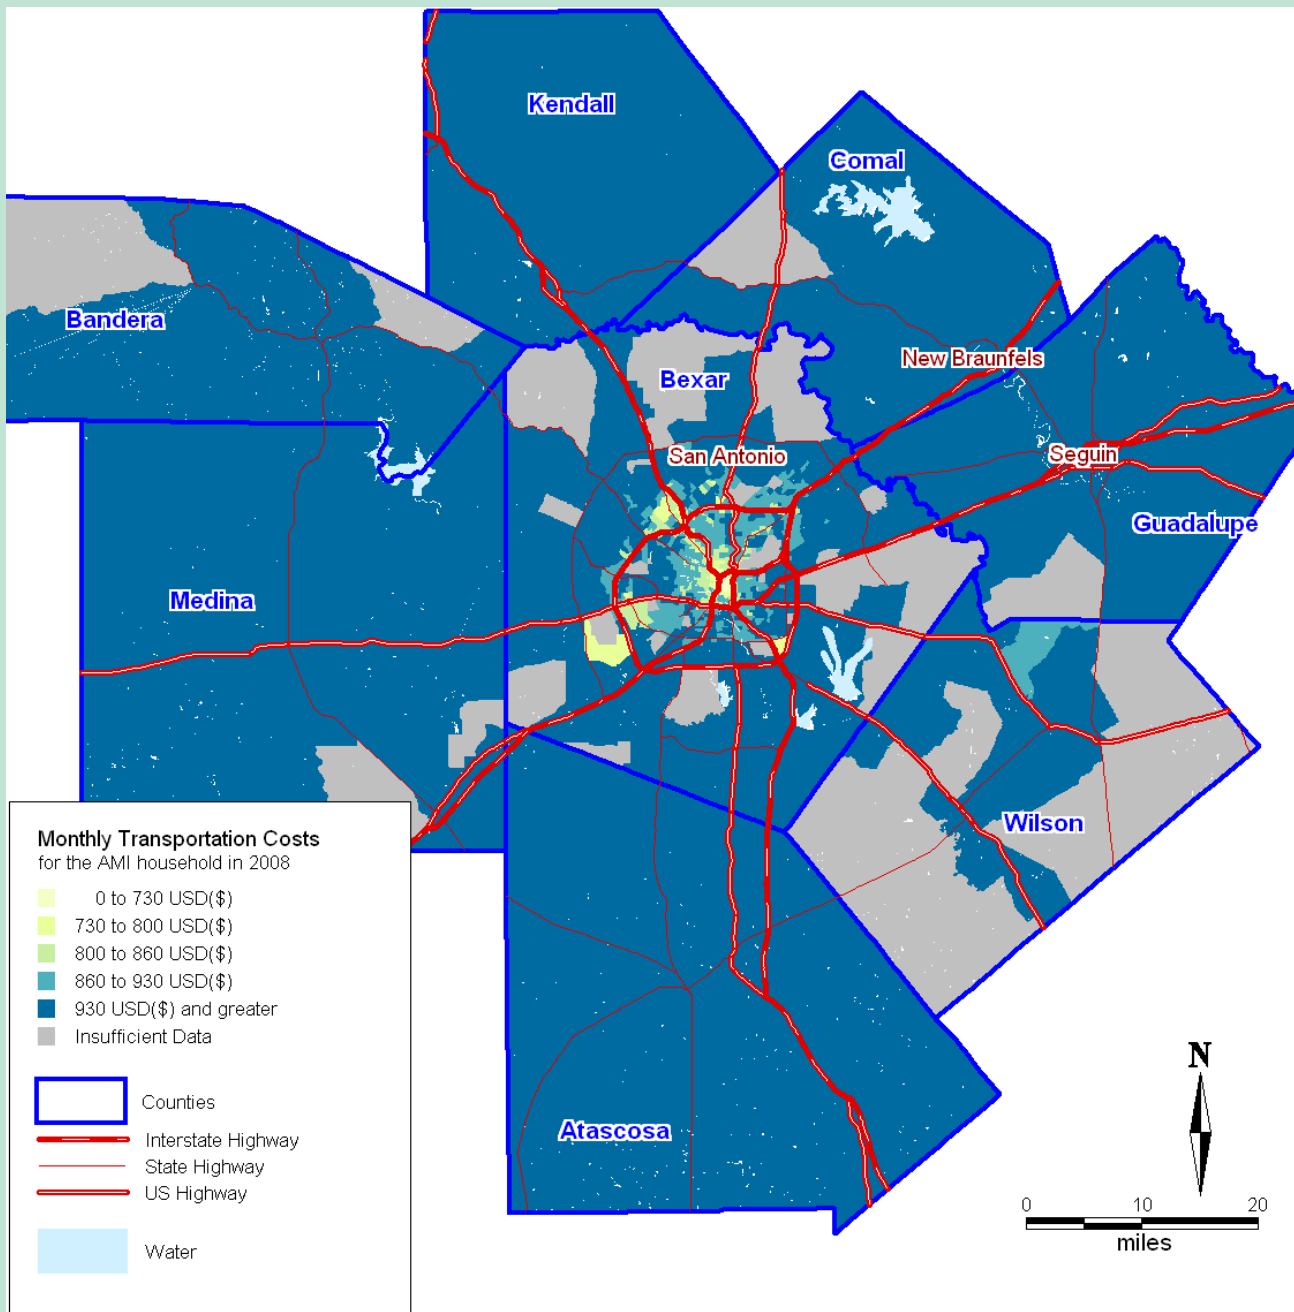 Kendall
Comal
Bandera
New Braunfels
Bexar
San Antonio
Seguin
Guadalupe
Medina
Wilson
Atascosa
Monthly Transportation Costs
for the AMI household in 2008
0 to 730 USD($)
730 to 800 USD($)
800 to 860 USD($)
860 to 930 USD($)
930 USD($) and greater
Insufficient Data
Counties
Interstate Highway
State Highway
US Highway
Water
N
0 10 20
miles